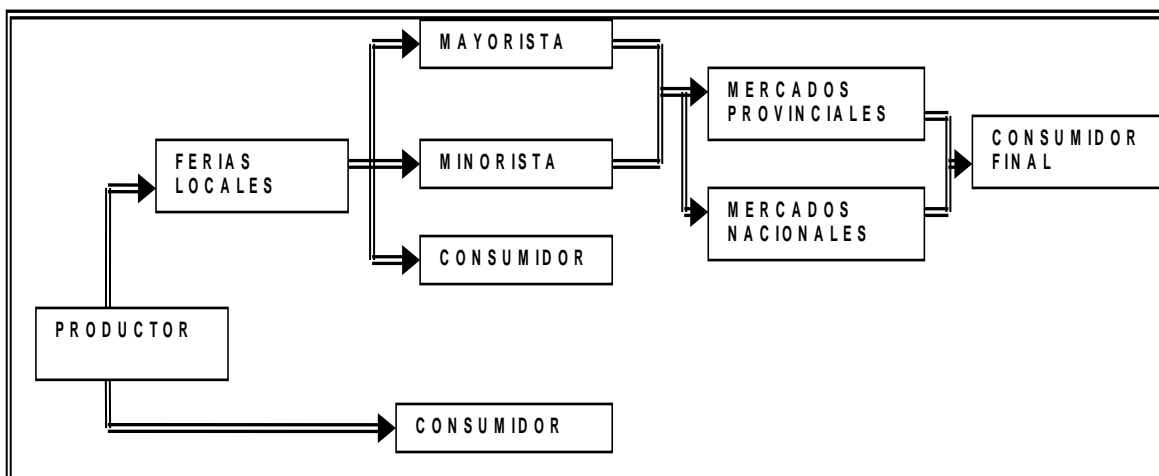 MAYORISTA
MERCADOS
PROVINCIALES
CONSUMIDOR
FINAL
FERIAS
LOCALES
MINORISTA
MERCADOS
NACIONALES
CONSUMIDOR
PRODUCTOR
CONSUMIDOR